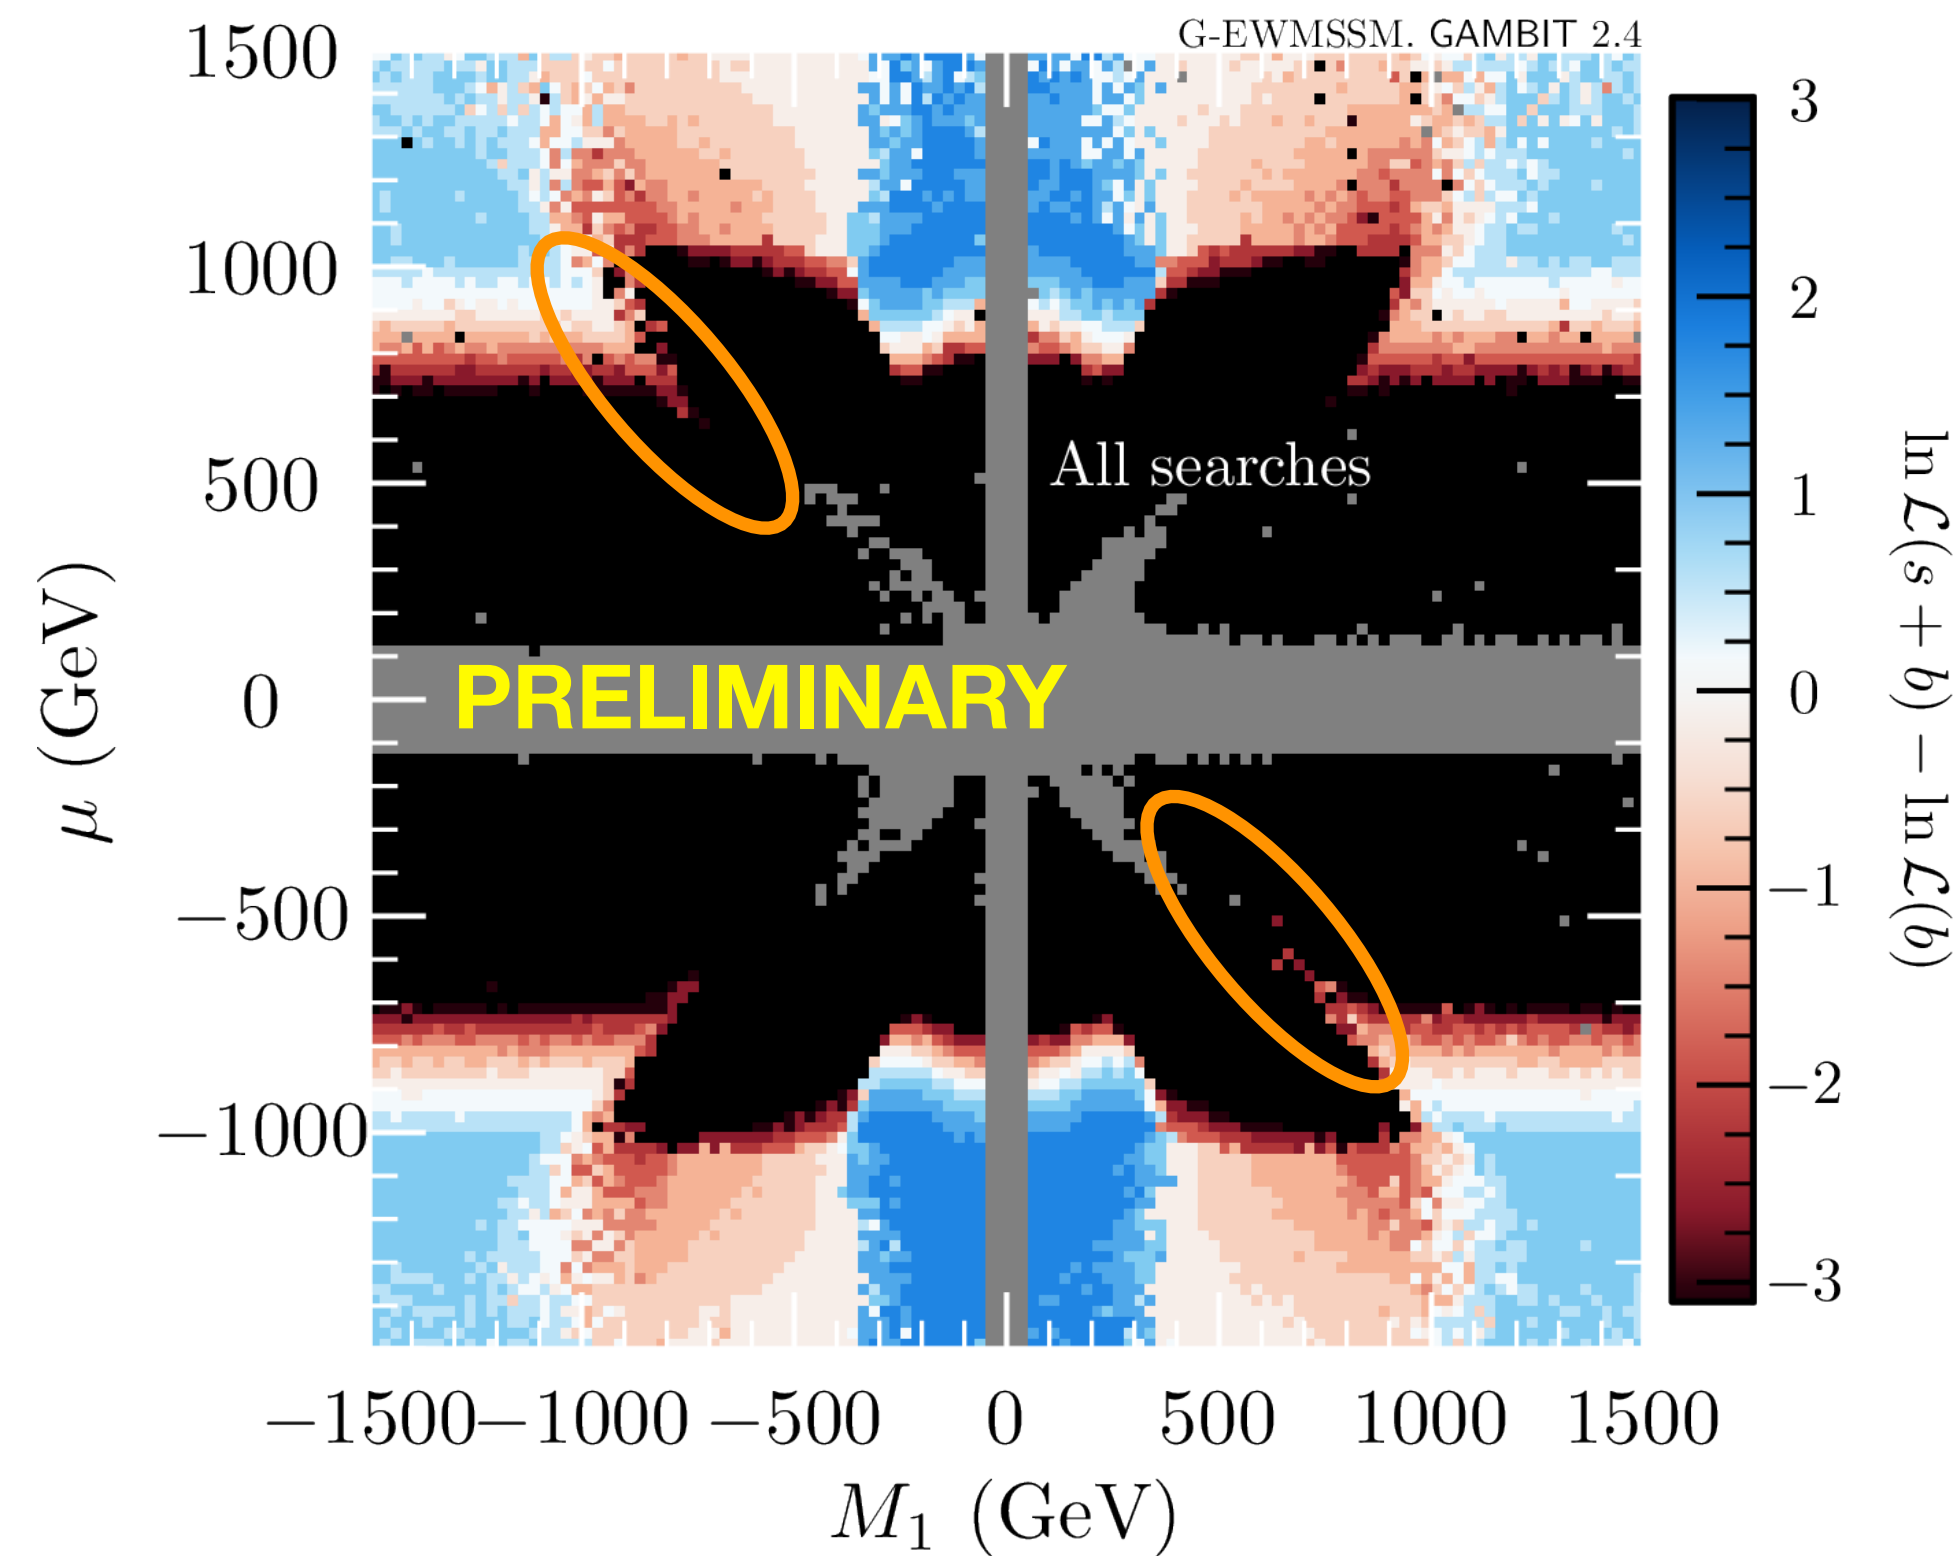 G-EWMSSM. GAMBIT 2.4
1500
1000
500
0
−500
−1000
μ (GeV)
All searches
PRELIMINARY
−1500 −1000 −500 0 500 1000 1500
M₁ (GeV)
3
2
1
0
−1
−2
−3
ln ℒ(s + b) − ln ℒ(b)